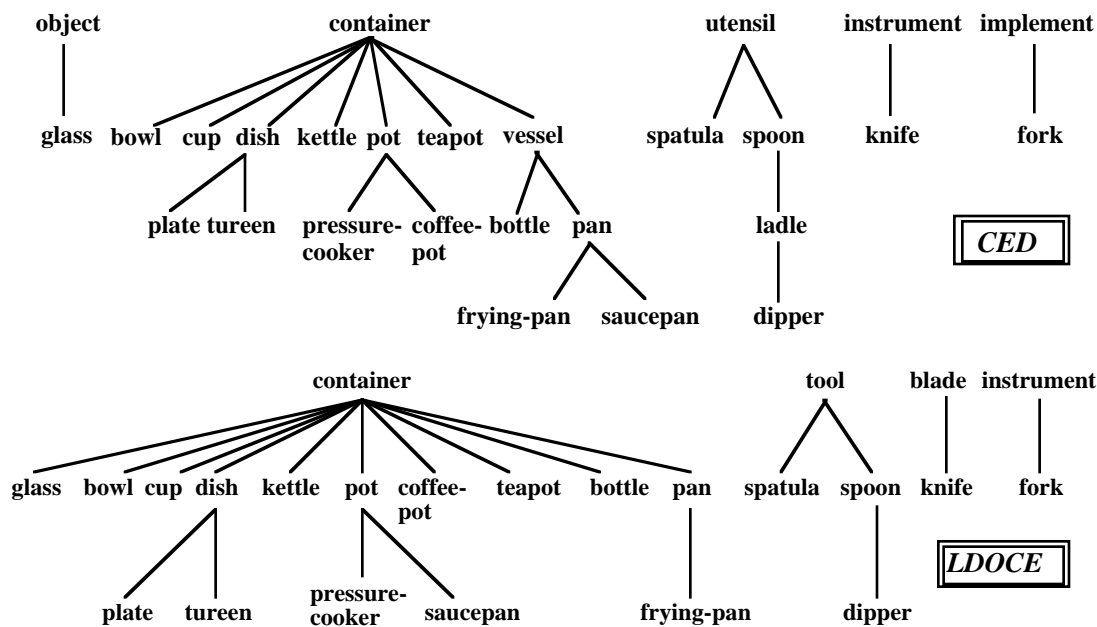 object container utensil instrument implement
glass bowl cup dish kettle pot teapot vessel spatula spoon knife fork
plate tureen pressure- coffee- bottle pan ladle
cooker pot
CED
frying-pan saucepan dipper
container tool blade instrument
glass bowl cup dish kettle pot coffee- teapot bottle pan spatula spoon knife fork
pot
LDOCE
plate tureen pressure- saucepan frying-pan dipper
cooker